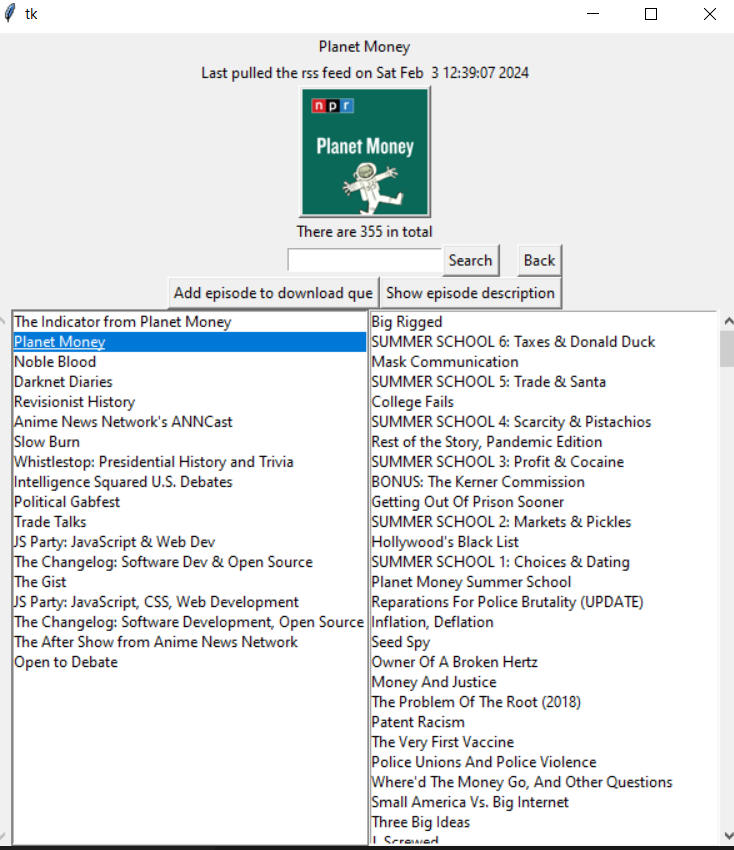 tk
Planet Money
Last pulled the rss feed on Sat Feb  3 12:39:07 2024
npr
Planet Money
There are 355 in total
Search
Back
Add episode to download que
Show episode description
The Indicator from Planet Money
Planet Money
Noble Blood
Darknet Diaries
Revisionist History
Anime News Network's ANNCast
Slow Burn
Whistlestop: Presidential History and Trivia
Intelligence Squared U.S. Debates
Political Gabfest
Trade Talks
JS Party: JavaScript & Web Dev
The Changelog: Software Dev & Open Source
The Gist
JS Party: JavaScript, CSS, Web Development
The Changelog: Software Development, Open Source
The After Show from Anime News Network
Open to Debate
Big Rigged
SUMMER SCHOOL 6: Taxes & Donald Duck
Mask Communication
SUMMER SCHOOL 5: Trade & Santa
College Fails
SUMMER SCHOOL 4: Scarcity & Pistachios
Rest of the Story, Pandemic Edition
SUMMER SCHOOL 3: Profit & Cocaine
BONUS: The Kerner Commission
Getting Out Of Prison Sooner
SUMMER SCHOOL 2: Markets & Pickles
Hollywood's Black List
SUMMER SCHOOL 1: Choices & Dating
Planet Money Summer School
Reparations For Police Brutality (UPDATE)
Inflation, Deflation
Seed Spy
Owner Of A Broken Hertz
Money And Justice
The Problem Of The Root (2018)
Patent Racism
The Very First Vaccine
Police Unions And Police Violence
Where'd The Money Go, And Other Questions
Small America Vs. Big Internet
Three Big Ideas
Screwed